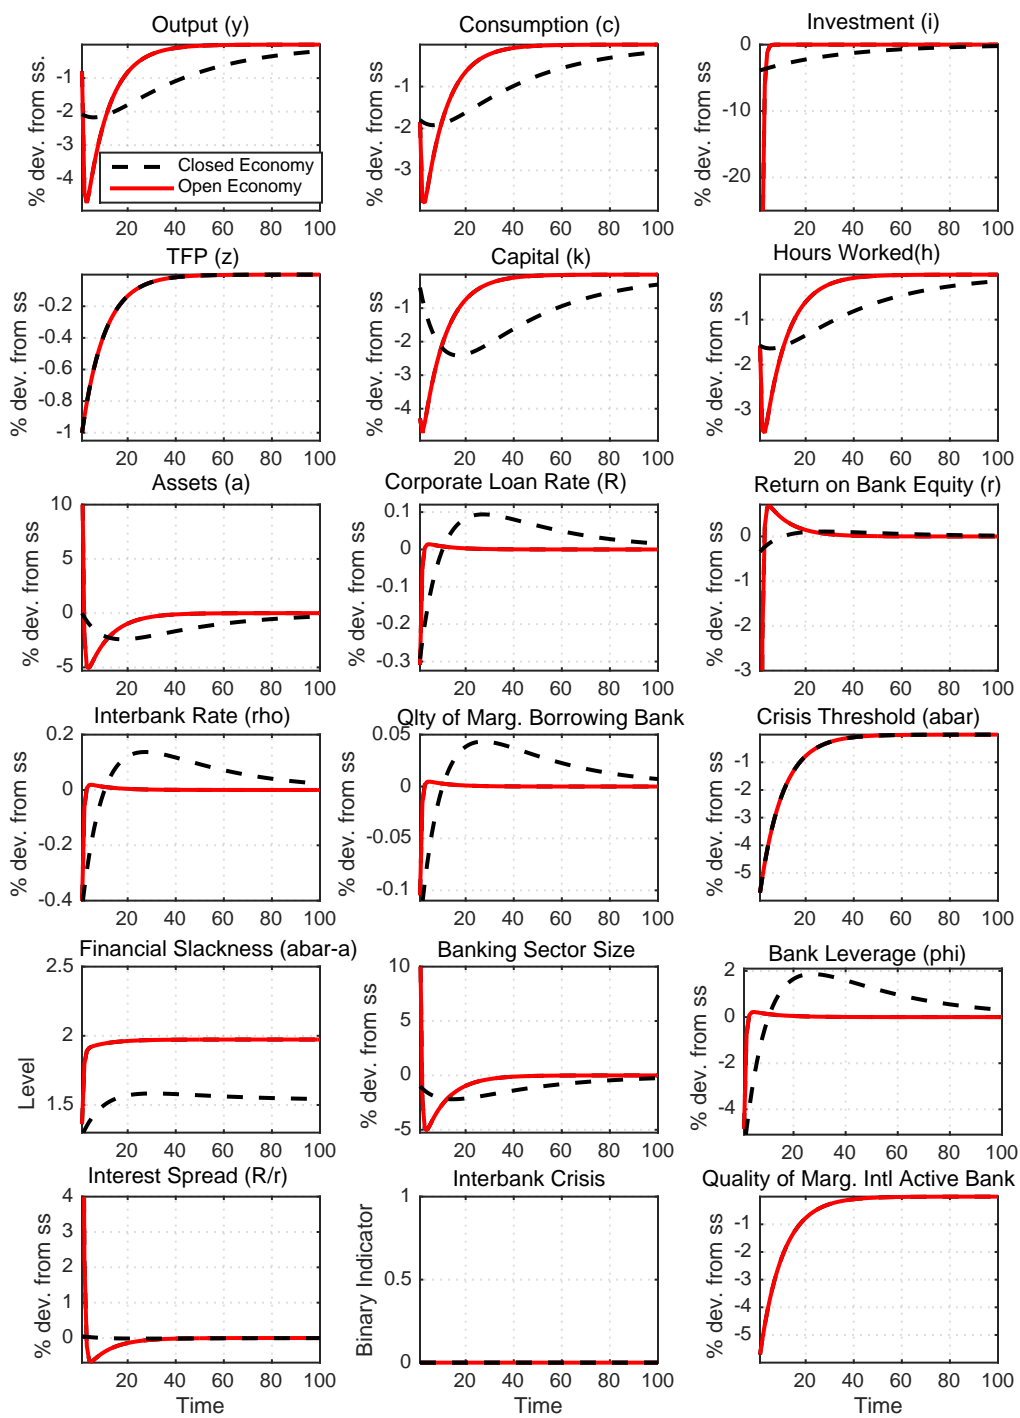 Output (y)
Consumption (c)
Investment (i)
% dev. from ss.
-1
-2
-3
-4
Closed Economy
Open Economy
20 40 60 80 100
% dev. from ss
-1
-2
-3
20 40 60 80 100
% dev. from ss
0
-10
-20
20 40 60 80 100
TFP (z)
Capital (k)
Hours Worked(h)
% dev. from ss
-0.2
-0.4
-0.6
-0.8
-1
20 40 60 80 100
% dev. from ss
-1
-2
-3
-4
20 40 60 80 100
% dev. from ss
-1
-2
-3
20 40 60 80 100
Assets (a)
Corporate Loan Rate (R)
Return on Bank Equity (r)
% dev. from ss
10
5
0
-5
20 40 60 80 100
% dev. from ss
0.1
0
-0.1
-0.2
-0.3
20 40 60 80 100
% dev. from ss
0
-1
-2
-3
20 40 60 80 100
Interbank Rate (rho)
Qlty of Marg. Borrowing Bank
Crisis Threshold (abar)
% dev. from ss
0.2
0
-0.2
-0.4
20 40 60 80 100
% dev. from ss
0.05
0
-0.05
-0.1
20 40 60 80 100
% dev. from ss
-1
-2
-3
-4
-5
20 40 60 80 100
Financial Slackness (abar-a)
Banking Sector Size
Bank Leverage (phi)
Level
2.5
2
1.5
20 40 60 80 100
% dev. from ss
10
5
0
-5
20 40 60 80 100
% dev. from ss
2
0
-2
-4
20 40 60 80 100
Interest Spread (R/r)
Interbank Crisis
Quality of Marg. Intl Active Bank
% dev. from ss
4
3
2
1
0
20 40 60 80 100
Time
Binary Indicator
1
0.5
0
20 40 60 80 100
Time
% dev. from ss
-1
-2
-3
-4
-5
20 40 60 80 100
Time